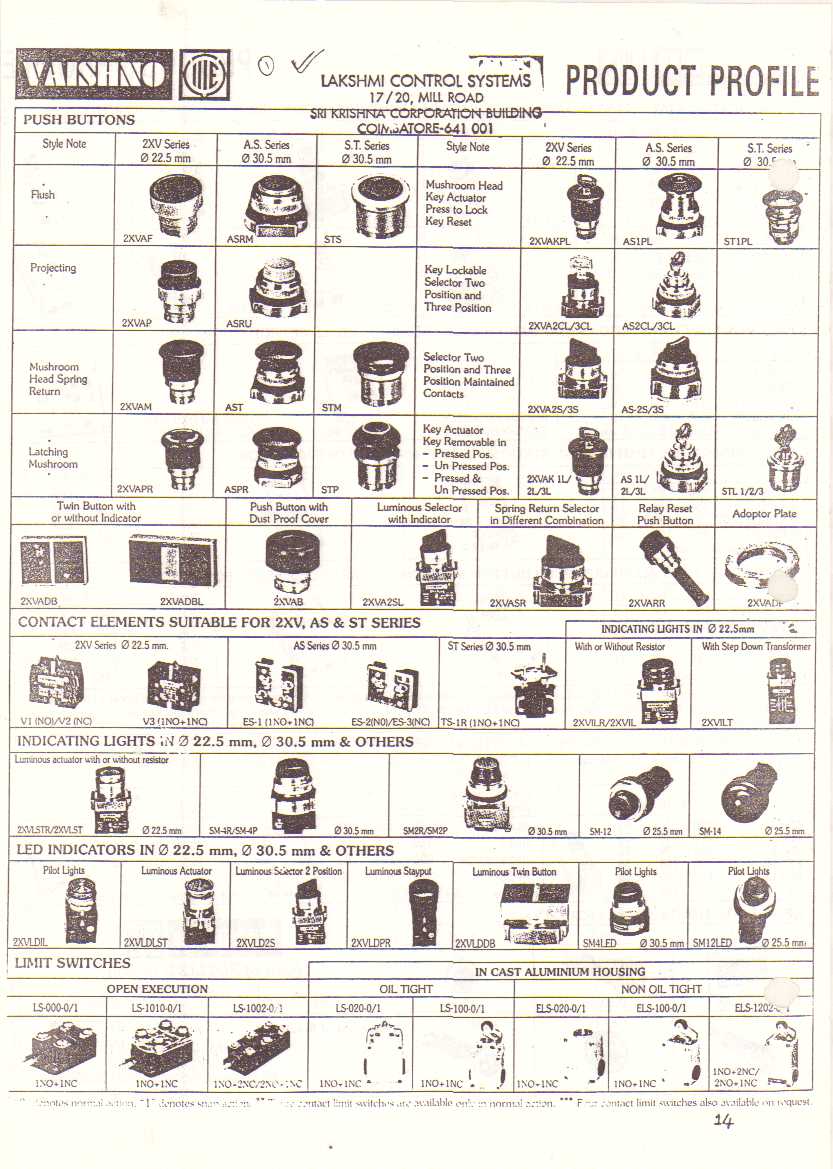 VAISHNO
LAKSHMI CONTROL SYSTEMS
17/20, MILL ROAD
SRI KRISHNA CORPORATION BUILDING
COIMBATORE-641 001
PRODUCT PROFILE
PUSH BUTTONS
Style Note 2XV Series Ø 22.5 mm A.S. Series Ø 30.5 mm S.T. Series Ø 30.5 mm Style Note 2XV Series Ø 22.5 mm A.S. Series Ø 30.5 mm S.T. Series Ø 30.5
Flush
2XVAF ASRM STS
Mushroom Head
Key Actuator
Press to Lock
Key Reset
2XVAKPL AS1PL ST1PL
Projecting
2XVAP ASRU
Key Lockable
Selector Two
Position and
Three Position
2XVA2CL/3CL AS2CL/3CL
Mushroom
Head Spring
Return
2XVAM AST STM
Selector Two
Position and Three
Position Maintained
Contacts
2XVA2S/3S AS-2S/3S
Latching
Mushroom
2XVAPR ASPR STP
Key Actuator
Key Removable in
– Pressed Pos.
– Un Pressed Pos.
– Pressed &
Un Pressed Pos.
2XVAK 1L/
2L/3L
AS 1L/
2L/3L
STL 1/2/3
Twin Button with
or without Indicator
2XVADB 2XVADBL
Push Button with
Dust Proof Cover
2XVAB
Luminous Selector
with Indicator
2XVA2SL
Spring Return Selector
in Different Combination
2XVASR
Relay Reset
Push Button
2XVARR
Adoptor Plate
2XVADP
CONTACT ELEMENTS SUITABLE FOR 2XV, AS & ST SERIES
INDICATING LIGHTS IN Ø 22.5mm
2XV Series Ø 22.5 mm. AS Series Ø 30.5 mm ST Series Ø 30.5 mm With or Without Resistor With Step Down Transformer
V1 (NO)/V2 (NC) V3 (1NO+1NC) ES-1 (1NO+1NC) ES-2(N0)/ES-3(NC) TS-1R (1NO+1NC) 2XVILR/2XVIL 2XVILT
INDICATING LIGHTS IN Ø 22.5 mm, Ø 30.5 mm & OTHERS
Luminous actuator with or without resistor
2XVLSTR/2XVLST Ø 22.5 mm SM-4R/SM-4P Ø 30.5 mm SM2R/SM2P Ø 30.5 mm SM-12 Ø 25.5 mm SM-14 Ø 25.5 mm
LED INDICATORS IN Ø 22.5 mm, Ø 30.5 mm & OTHERS
Pilot Lights Luminous Actuator Luminous Selector 2 Position Luminous Stayput Luminous Twin Button Pilot Lights Pilot Lights
2XVLDIL 2XVLDLST 2XVLD2S 2XVLDPR 2XVLDDB SM4LED Ø 30.5 mm SM12LED Ø 25.5 mm
LIMIT SWITCHES
IN CAST ALUMINIUM HOUSING
OPEN EXECUTION OIL TIGHT NON OIL TIGHT
LS-000-0/1 LS-1010-0/1 LS-1002-0/1 LS-020-0/1 LS-100-0/1 ELS-020-0/1 ELS-100-0/1 ELS-1202-0/1
1NO+1NC 1NO+1NC 1NO+2NC/2NO+1NC 1NO+1NC 1NO+1NC 1NO+1NC 1NO+1NC 1NO+2NC/
2NO+1NC
denotes normal action. "1" denotes snap action. ** contact limit switches are available only in normal action. *** contact limit switches also available on request.
14